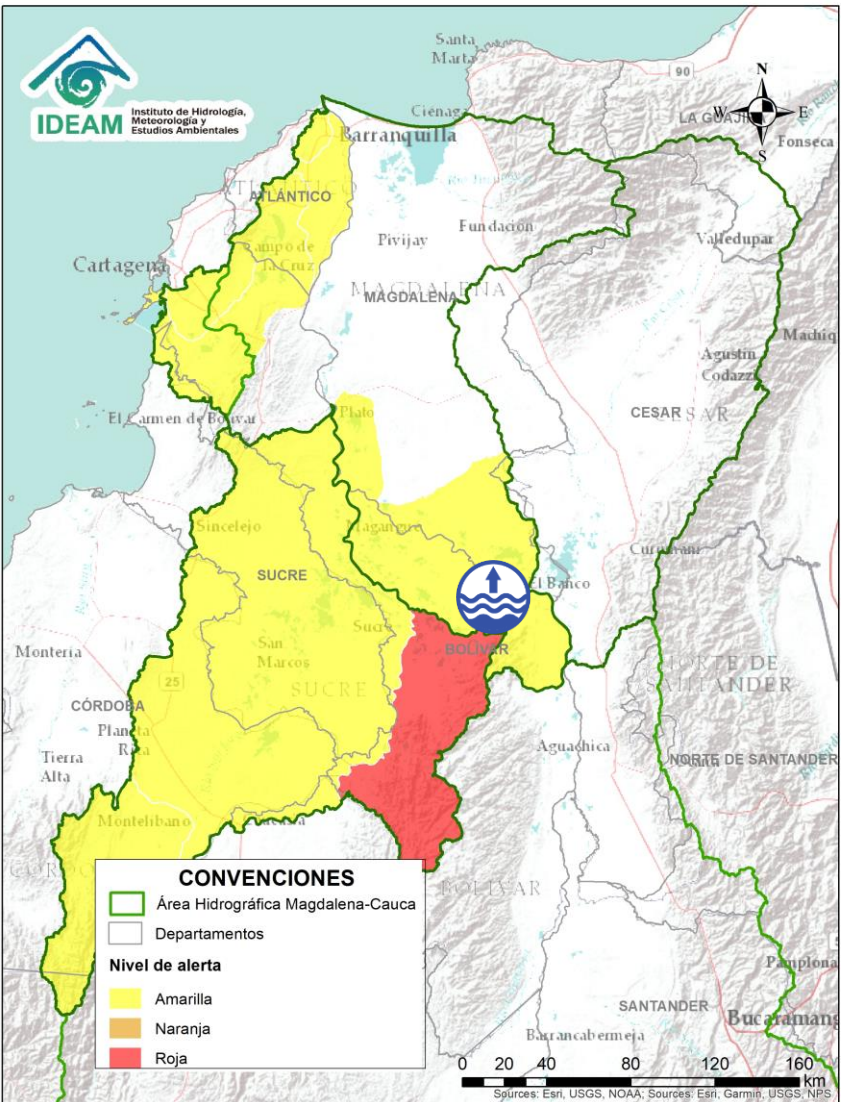 IDEAM
Instituto de Hidrología,
Meteorología y
Estudios Ambientales
Santa
Marta
90
N
W
E
S
LA GUAJI
Ciénaga
Barranquilla
Fonseca
ATLÁNTICO
Fundación
Pivijay
Valledupar
Campo de
la Cruz
Cartagena
MAGDALENA
MAGDALENA
Machiq
Agustín
Codazzi
CESAR
CESAR
Plato
El Carmen de Bolívar
Sincelejo
Magangué
Curumaní
SUCRE
El Banco
Sucre
Montería
San
Marcos
BOLÍVAR
SUCRE
NORTE DE
SANTANDER
25
CÓRDOBA
Planeta
Rica
Aguachica
Tierra
Alta
NORTE DE SANTANDER
Montelíbano
BOLÍVAR
CONVENCIONES
Área Hidrográfica Magdalena-Cauca
Departamentos
Nivel de alerta
Amarilla
Naranja
Roja
Pamplona
SANTANDER
Bucaramang
Barrancabermeja
0 20 40 80 120 160
km
Sources: Esri, USGS, NOAA; Sources: Esri, Garmin, USGS, NPS